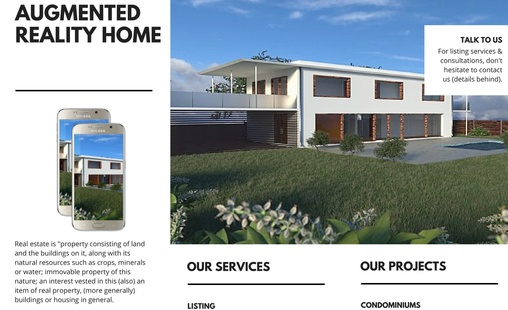 AUGMENTED
REALITY HOME
TALK TO US
For listing services &
consultations, don't
hesitate to contact
us (details behind).
Real estate is "property consisting of land
and the buildings on it, along with its
natural resources such as crops, minerals
or water; immovable property of this
nature; an interest vested in this (also) an
item of real property, (more generally)
buildings or housing in general.
OUR SERVICES
LISTING
OUR PROJECTS
CONDOMINIUMS